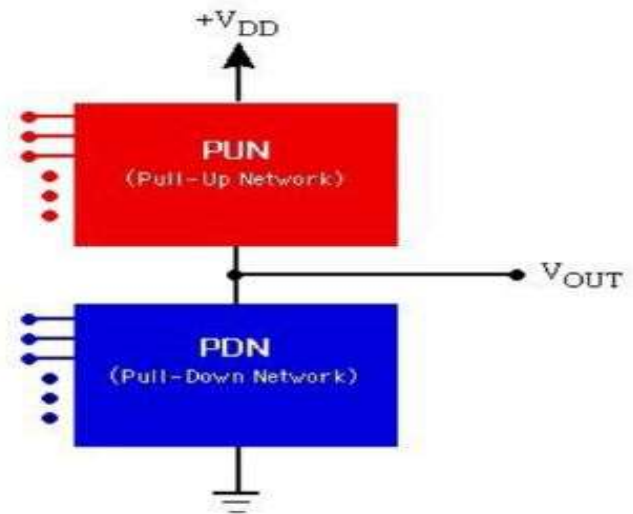 +VDD
PUN
(Pull-Up Network)
VOUT
PDN
(Pull-Down Network)